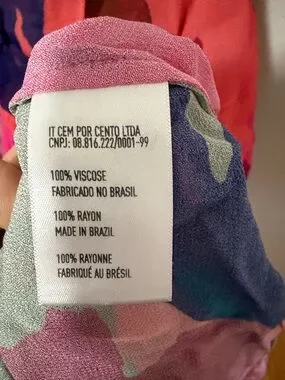 IT CEM POR CENTO LTDA
CNPJ: 08.816.222/0001-99
100% VISCOSE
FABRICADO NO BRASIL
100% RAYON
MADE IN BRAZIL
100% RAYONNE
FABRIQUÉ AU BRÉSIL